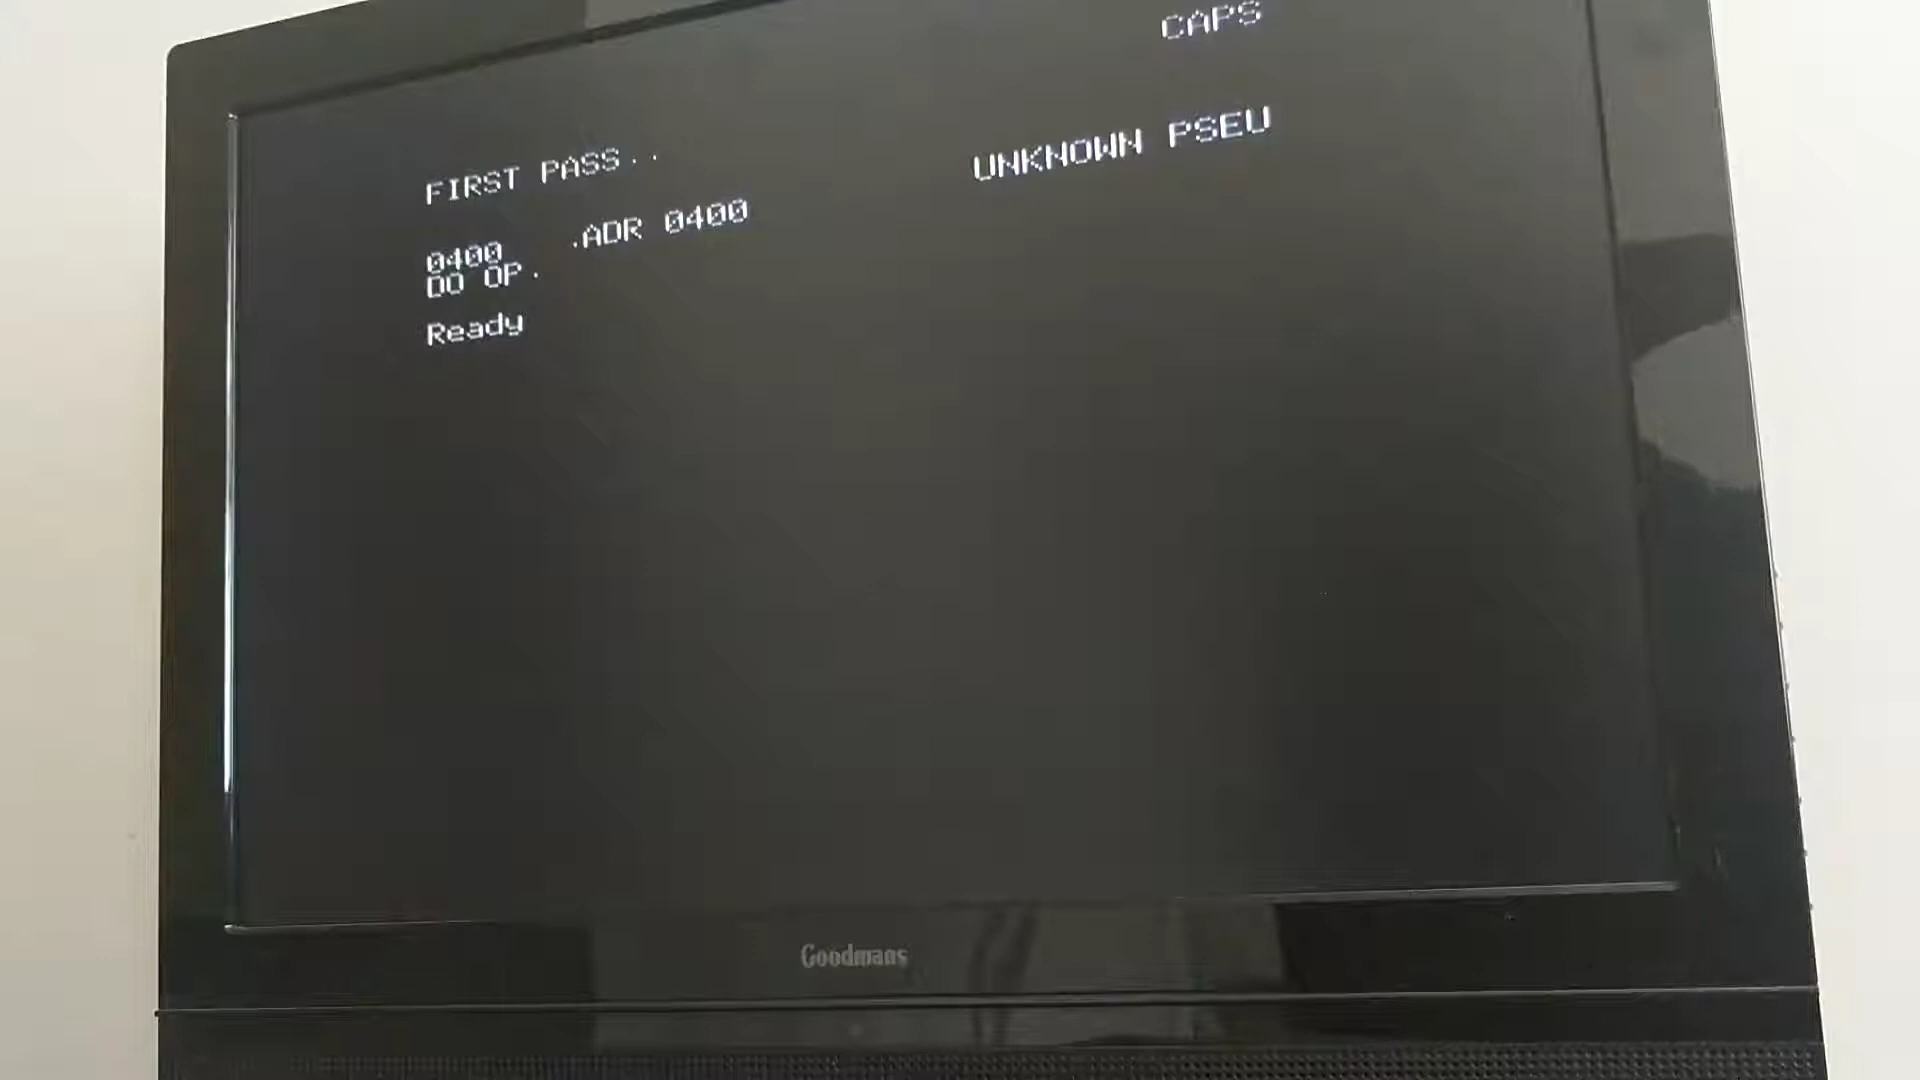 CAPS
FIRST PASS..
0400 .ADR 0400 UNKNOWN PSEU
DO OP.
Ready
Goodmans